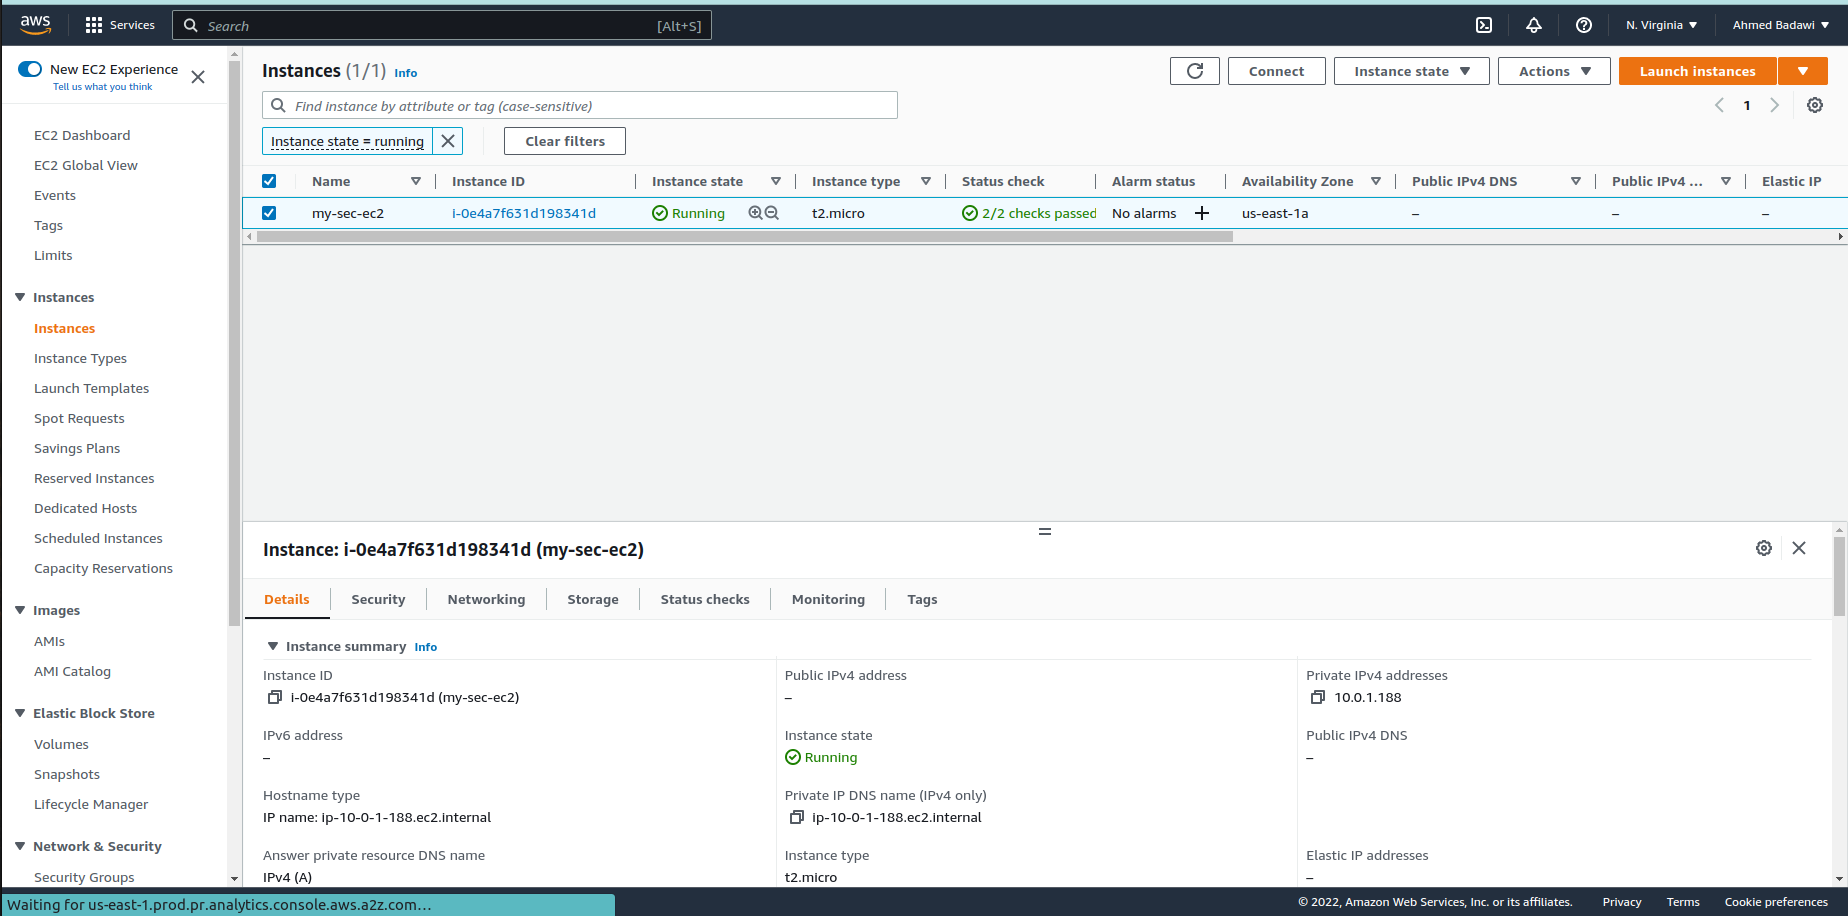 aws Services Search [Alt+S] N. Virginia Ahmed Badawi
New EC2 Experience
Tell us what you think
EC2 Dashboard
EC2 Global View
Events
Tags
Limits
Instances
Instances
Instance Types
Launch Templates
Spot Requests
Savings Plans
Reserved Instances
Dedicated Hosts
Scheduled Instances
Capacity Reservations
Images
AMIs
AMI Catalog
Elastic Block Store
Volumes
Snapshots
Lifecycle Manager
Network & Security
Security Groups
Instances (1/1) Info Connect Instance state Actions Launch instances
Find instance by attribute or tag (case-sensitive) 1
Instance state = running Clear filters
Name Instance ID Instance state Instance type Status check Alarm status Availability Zone Public IPv4 DNS Public IPv4 ... Elastic IP
my-sec-ec2 i-0e4a7f631d198341d Running t2.micro 2/2 checks passed No alarms + us-east-1a – – –
Instance: i-0e4a7f631d198341d (my-sec-ec2)
Details Security Networking Storage Status checks Monitoring Tags
Instance summary Info
Instance ID Public IPv4 address Private IPv4 addresses
i-0e4a7f631d198341d (my-sec-ec2) – 10.0.1.188
IPv6 address Instance state Public IPv4 DNS
– Running –
Hostname type Private IP DNS name (IPv4 only)
IP name: ip-10-0-1-188.ec2.internal ip-10-0-1-188.ec2.internal
Answer private resource DNS name Instance type Elastic IP addresses
IPv4 (A) t2.micro –
Waiting for us-east-1.prod.pr.analytics.console.aws.a2z.com... © 2022, Amazon Web Services, Inc. or its affiliates. Privacy Terms Cookie preferences